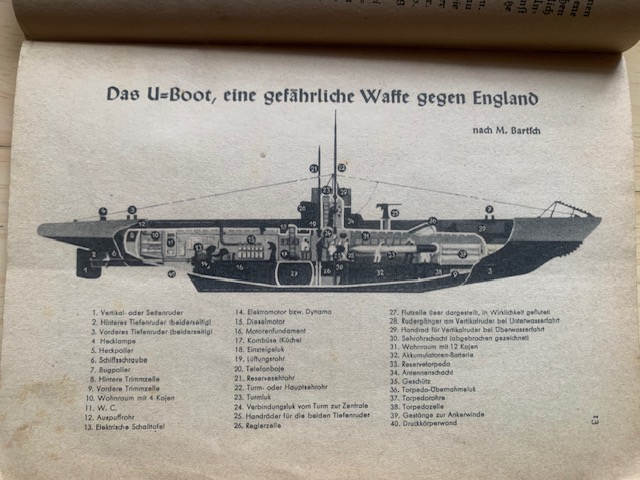 Das U=Boot, eine gefährliche Waffe gegen England
nach M. Bartsch
1. Vertikal- oder Seitenruder
2. Hinteres Tiefenruder (beiderseitig)
3. Vorderes Tiefenruder (beiderseitig)
4. Hecklampe
5. Heckpoller
6. Schiffsschraube
7. Bugpoller
8. Hintere Trimmzelle
9. Vordere Trimmzelle
10. Wohnraum mit 4 Kojen
11. W. C.
12. Auspuffrohr
13. Elektrische Schalttafel
14. Elektromotor bzw. Dynamo
15. Dieselmotor
16. Motorenfundament
17. Kombüse (Küche)
18. Einsteigeluk
19. Lüftungsrohr
20. Telefonboje
21. Reservesehrohr
22. Turm- oder Hauptsehrohr
23. Turmluk
24. Verbindungsluk vom Turm zur Zentrale
25. Handräder für die beiden Tiefenruder
26. Reglerzelle
27. Flutzelle (leer dargestellt, in Wirklichkeit geflutet)
28. Rudergänger am Vertikalruder bei Unterwasserfahrt
29. Handrad für Vertikalruder bei Überwasserfahrt
30. Sehrohrschacht (abgebrochen gezeichnet)
31. Wohnraum mit 12 Kojen
32. Akkumulatoren-Batterie
33. Reservetorpedo
34. Antennenschacht
35. Geschütz
36. Torpedo-Übernahmeluk
37. Torpedorohre
38. Torpedozelle
39. Gestänge zur Ankerwinde
40. Druckkörperwand
13